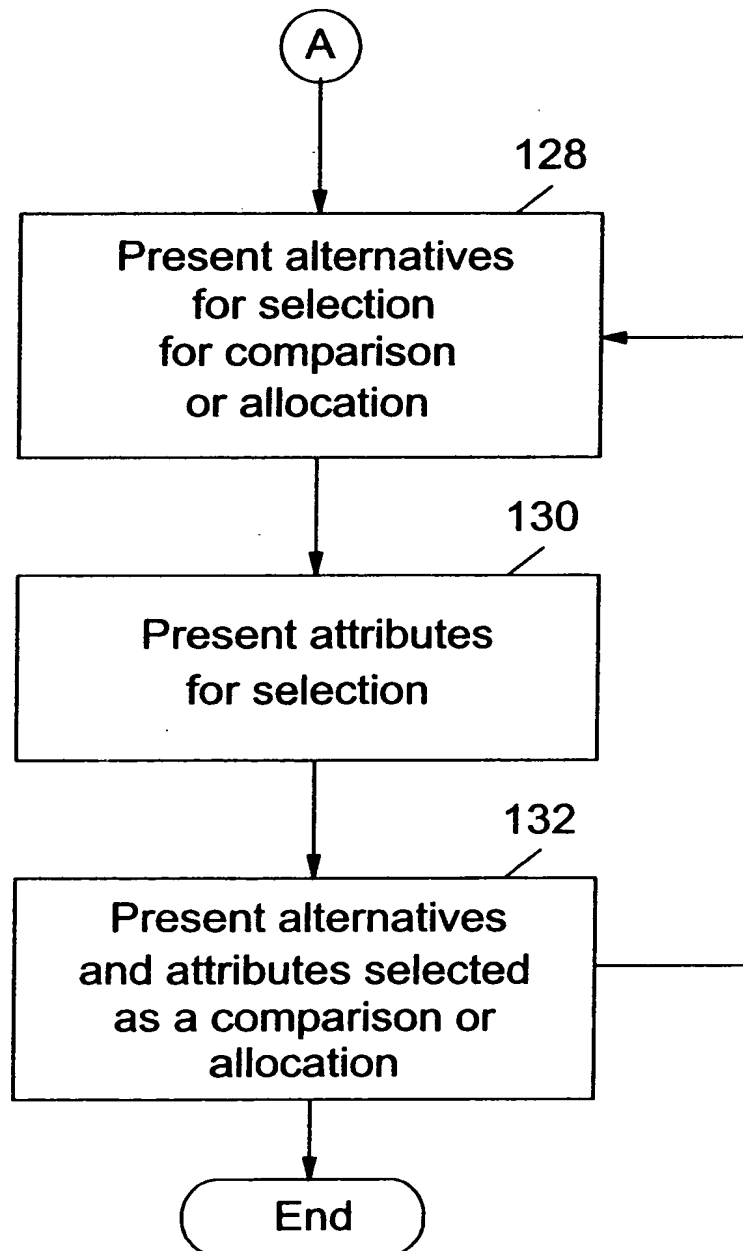 A
128
Present alternatives
for selection
for comparison
or allocation
130
Present attributes
for selection
132
Present alternatives
and attributes selected
as a comparison or
allocation
End